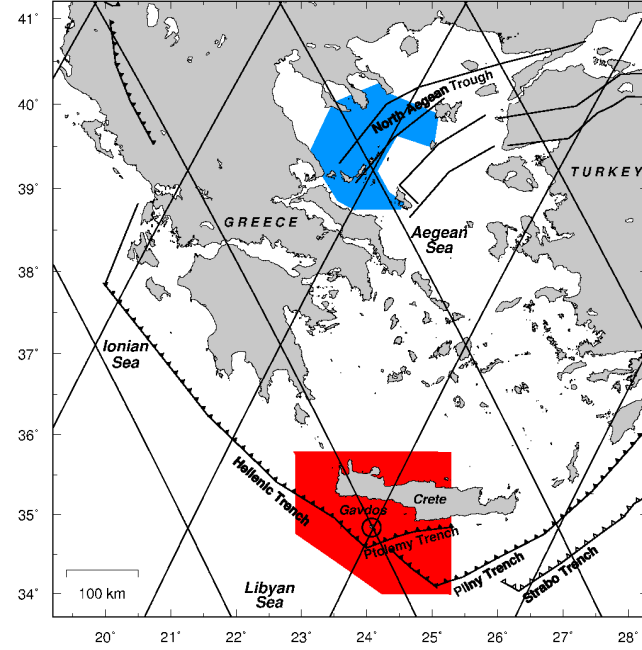 41°
40°
39°
38°
37°
36°
35°
34°
North Aegean Trough
TURKEY
GREECE
Aegean
Sea
Ionian
Sea
Hellenic Trench
Crete
Gavdos
Ptolemy Trench
Pilny Trench
Strabo Trench
Libyan
Sea
100 km
20° 21° 22° 23° 24° 25° 26° 27° 28°